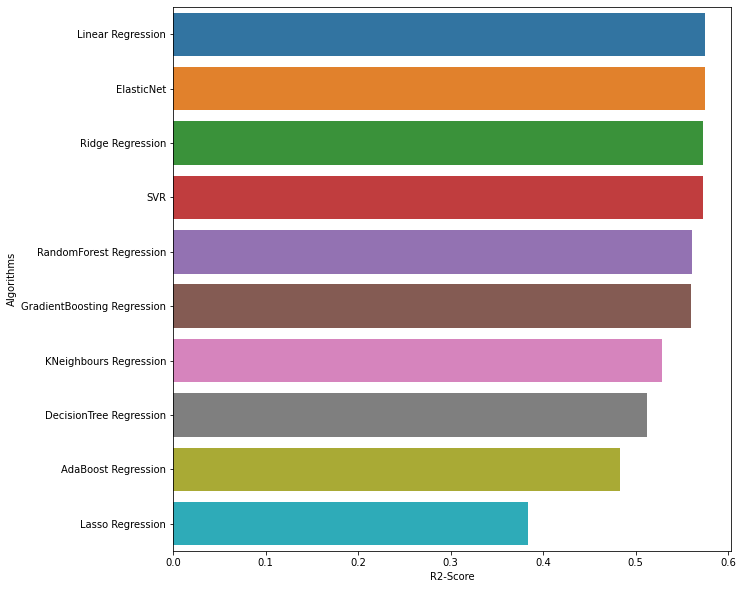 Algorithms
Linear Regression
ElasticNet
Ridge Regression
SVR
RandomForest Regression
GradientBoosting Regression
KNeighbours Regression
DecisionTree Regression
AdaBoost Regression
Lasso Regression
0.0 0.1 0.2 0.3 0.4 0.5 0.6
R2-Score